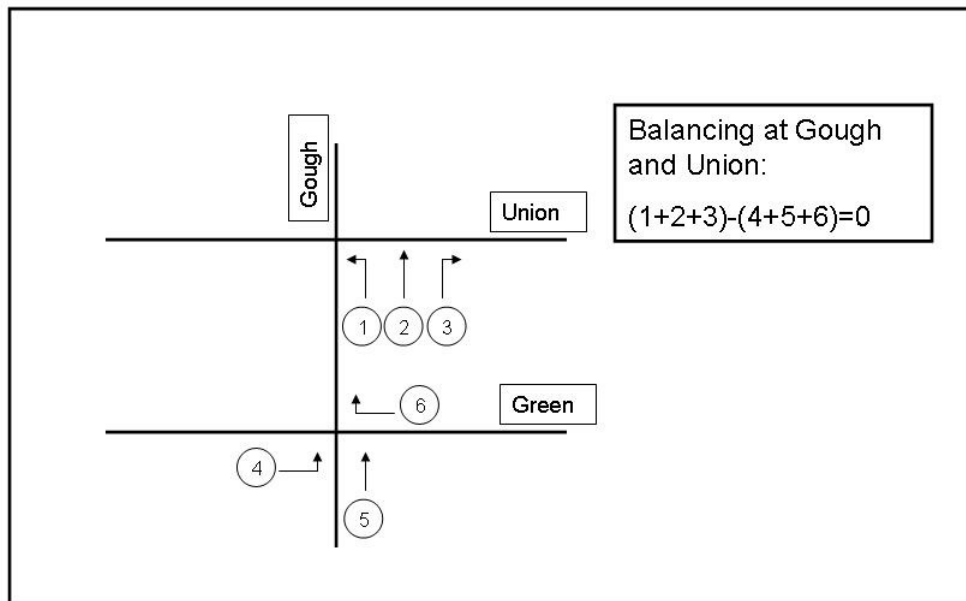 Gough
Union
Balancing at Gough
and Union:
(1+2+3)-(4+5+6)=0
1 2 3
6
Green
4
5